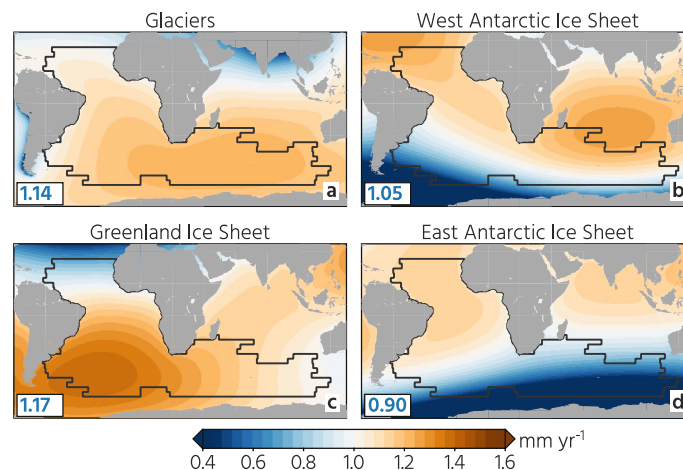 Glaciers
West Antarctic Ice Sheet
1.14
a
1.05
b
Greenland Ice Sheet
East Antarctic Ice Sheet
1.17
c
0.90
d
mm yr⁻¹
0.4 0.6 0.8 1.0 1.2 1.4 1.6